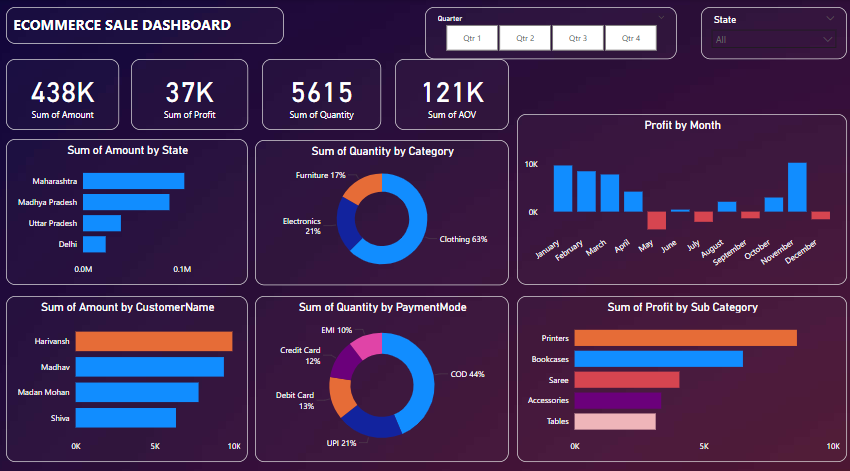 ECOMMERCE SALE DASHBOARD
Quarter
Qtr 1
Qtr 2
Qtr 3
Qtr 4
State
All
438K
Sum of Amount
37K
Sum of Profit
5615
Sum of Quantity
121K
Sum of AOV
Sum of Amount by State
Maharashtra
Madhya Pradesh
Uttar Pradesh
Delhi
0.0M
0.1M
Sum of Quantity by Category
Furniture 17%
Electronics
21%
Clothing 63%
Profit by Month
10K
0K
January
February
March
April
May
June
July
August
September
October
November
December
Sum of Amount by CustomerName
Harivansh
Madhav
Madan Mohan
Shiva
0K
5K
10K
Sum of Quantity by PaymentMode
EMI 10%
Credit Card
12%
Debit Card
13%
UPI 21%
COD 44%
Sum of Profit by Sub Category
Printers
Bookcases
Saree
Accessories
Tables
0K
5K
10K